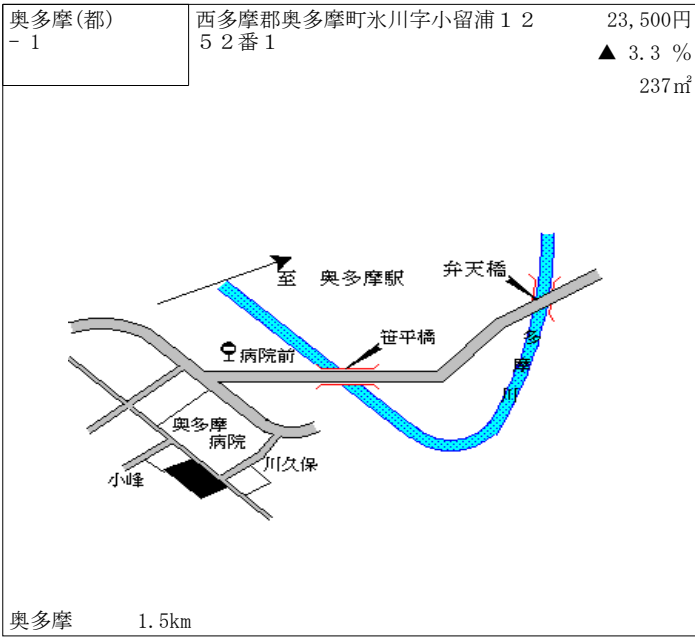 奥多摩(都)
- 1
西多摩郡奥多摩町氷川字小留浦１２
５２番１
23,500円
▲ 3.3 %
237㎡
至 奥多摩駅
弁天橋
笹平橋
病院前
多摩川
奥多摩
病院
川久保
小峰
奥多摩 1.5km